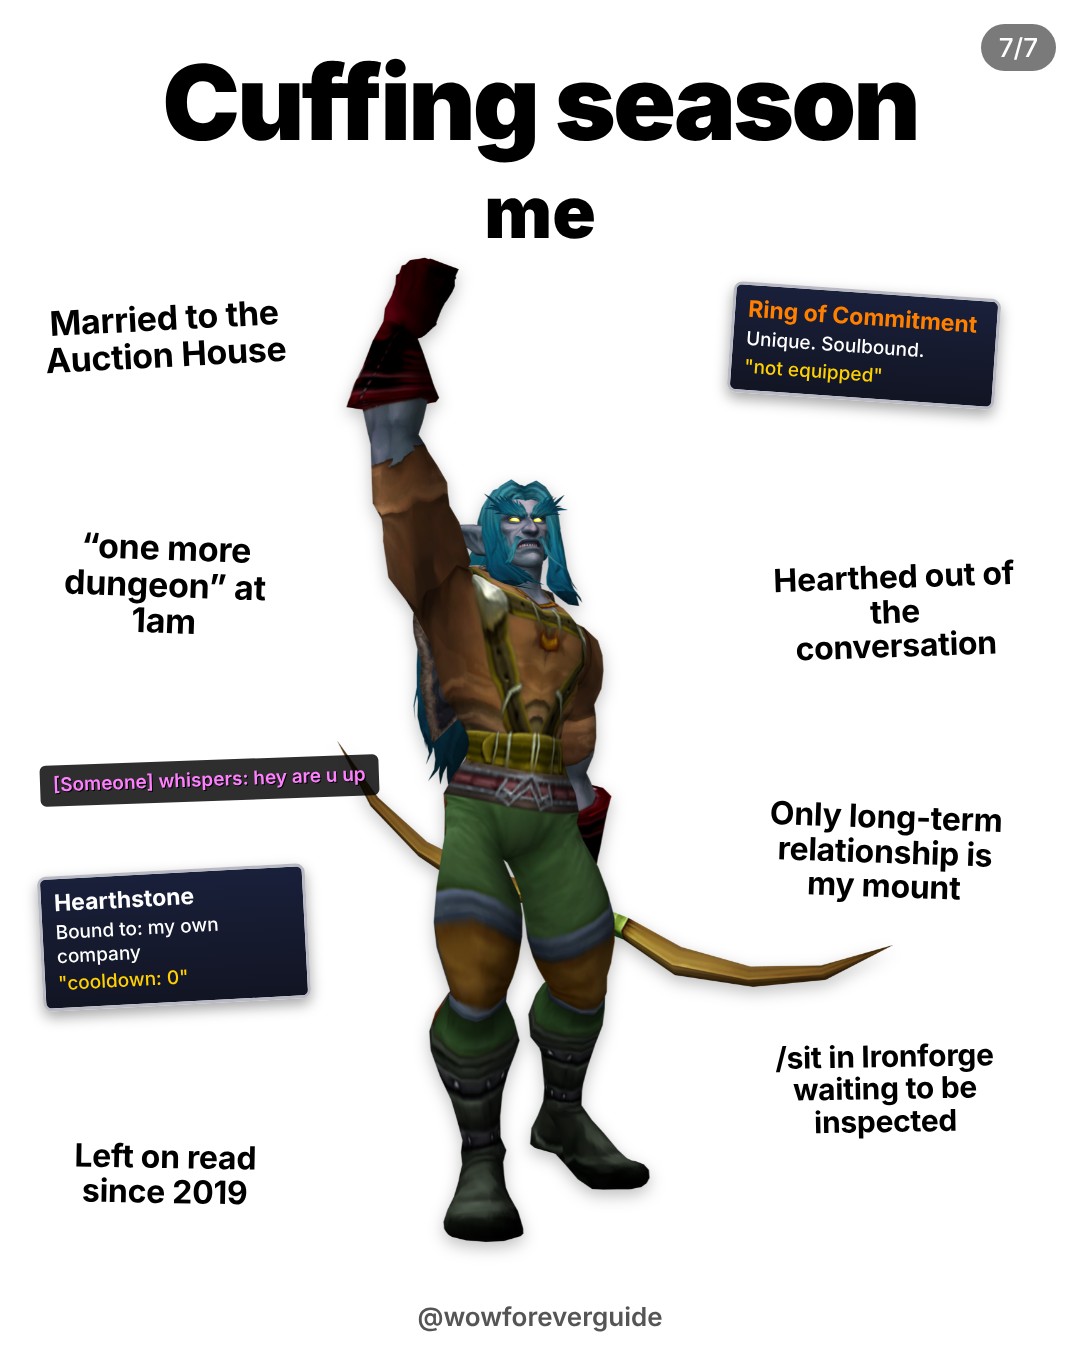 7/7
Cuffing season
me
Married to the
Auction House
Ring of Commitment
Unique. Soulbound.
"not equipped"
“one more
dungeon” at
1am
Hearthed out of
the
conversation
[Someone] whispers: hey are u up
Only long-term
relationship is
my mount
Hearthstone
Bound to: my own
company
"cooldown: 0"
/sit in Ironforge
waiting to be
inspected
Left on read
since 2019
@wowforeverguide